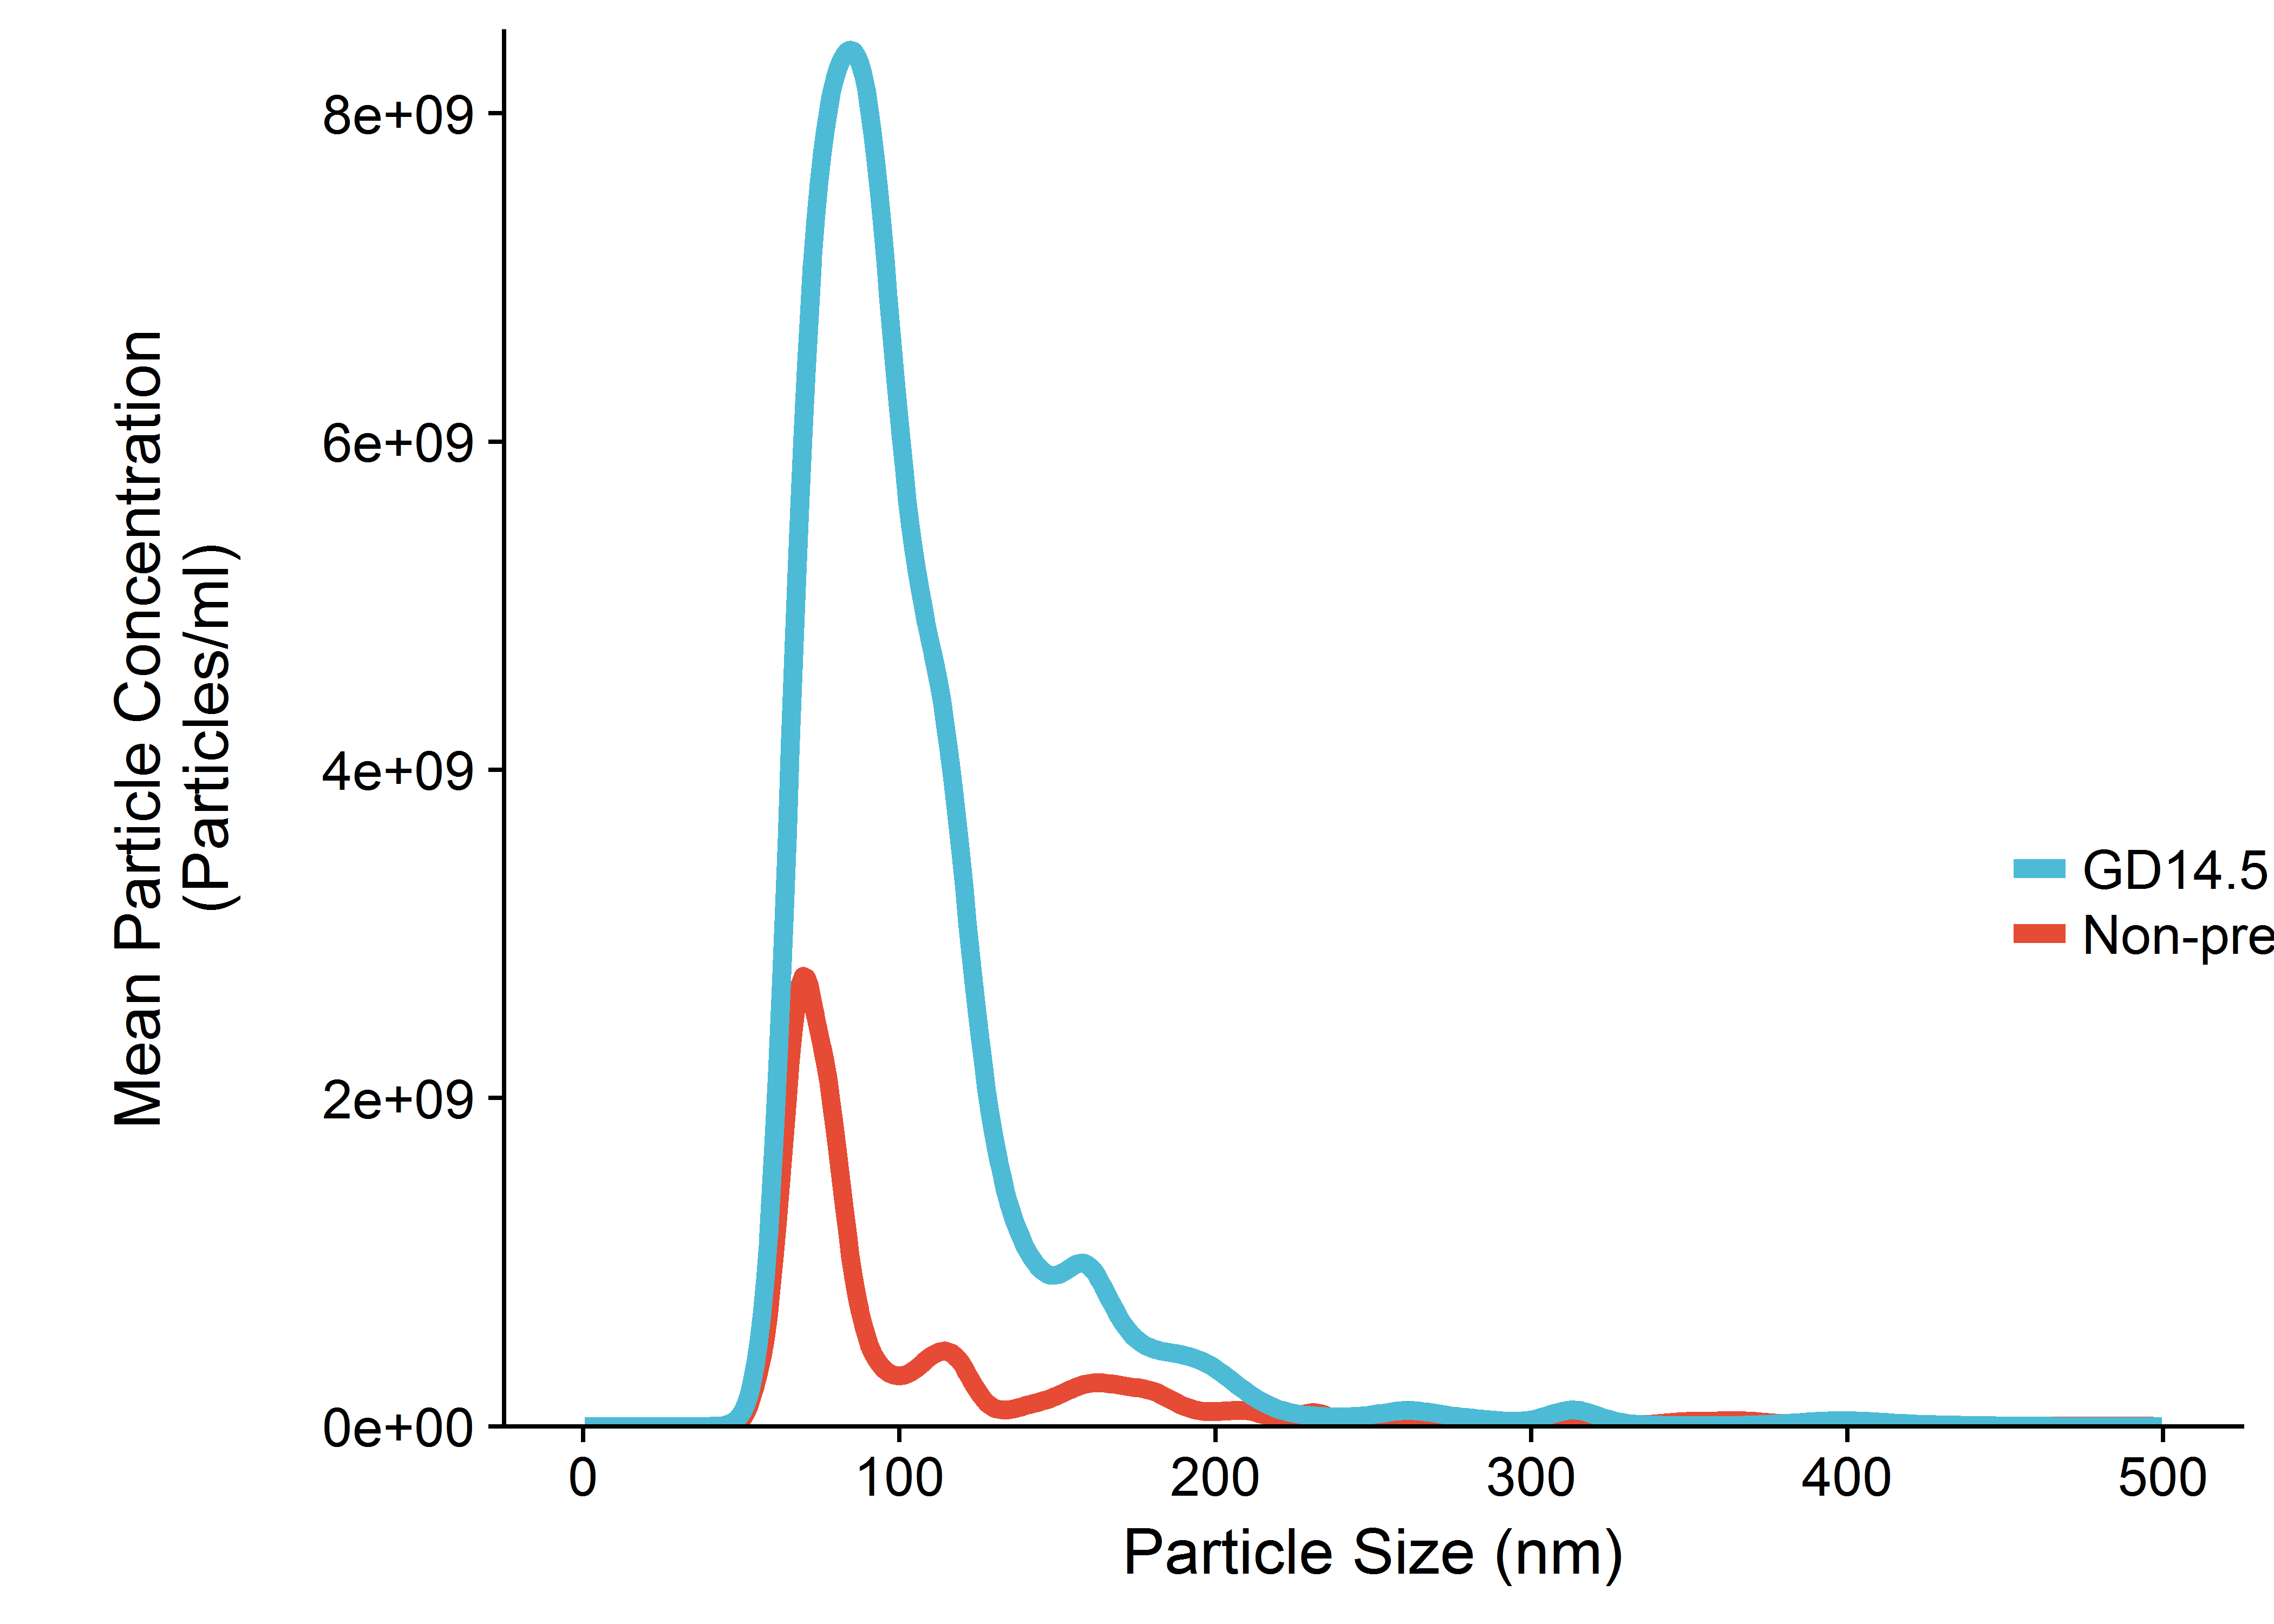 Mean Particle Concentration
(Particles/ml)
8e+09
6e+09
4e+09
2e+09
0e+00
0 100 200 300 400 500
Particle Size (nm)
GD14.5
Non-pre